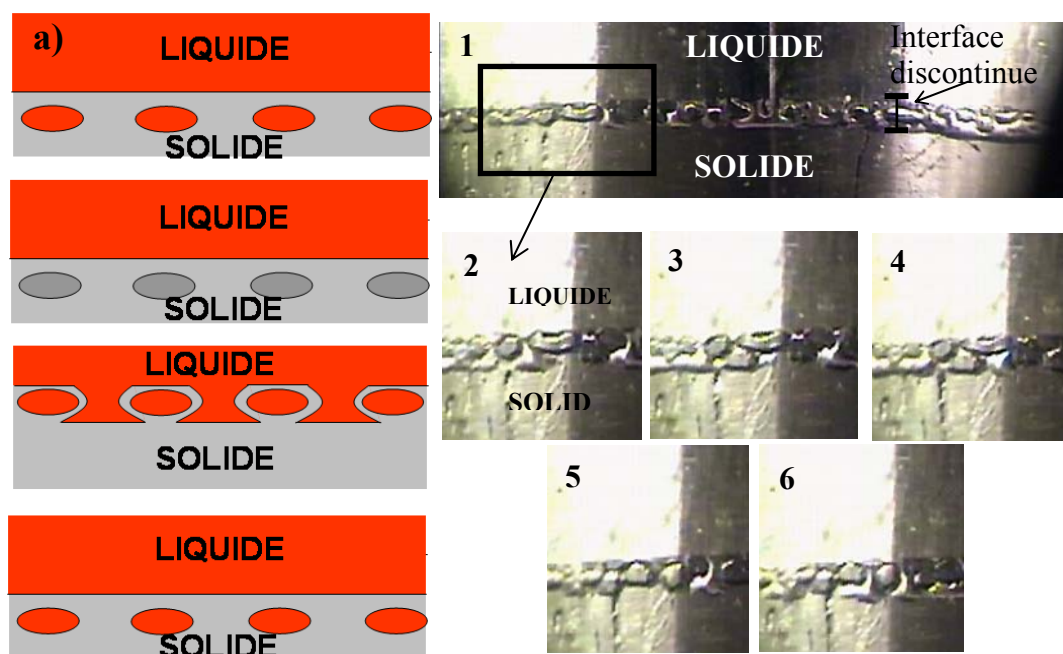 a)
LIQUIDE
SOLIDE
LIQUIDE
SOLIDE
LIQUIDE
SOLIDE
LIQUIDE
SOLIDE
1
LIQUIDE
SOLIDE
Interface
discontinue
2
LIQUIDE
SOLID
3
4
5
6